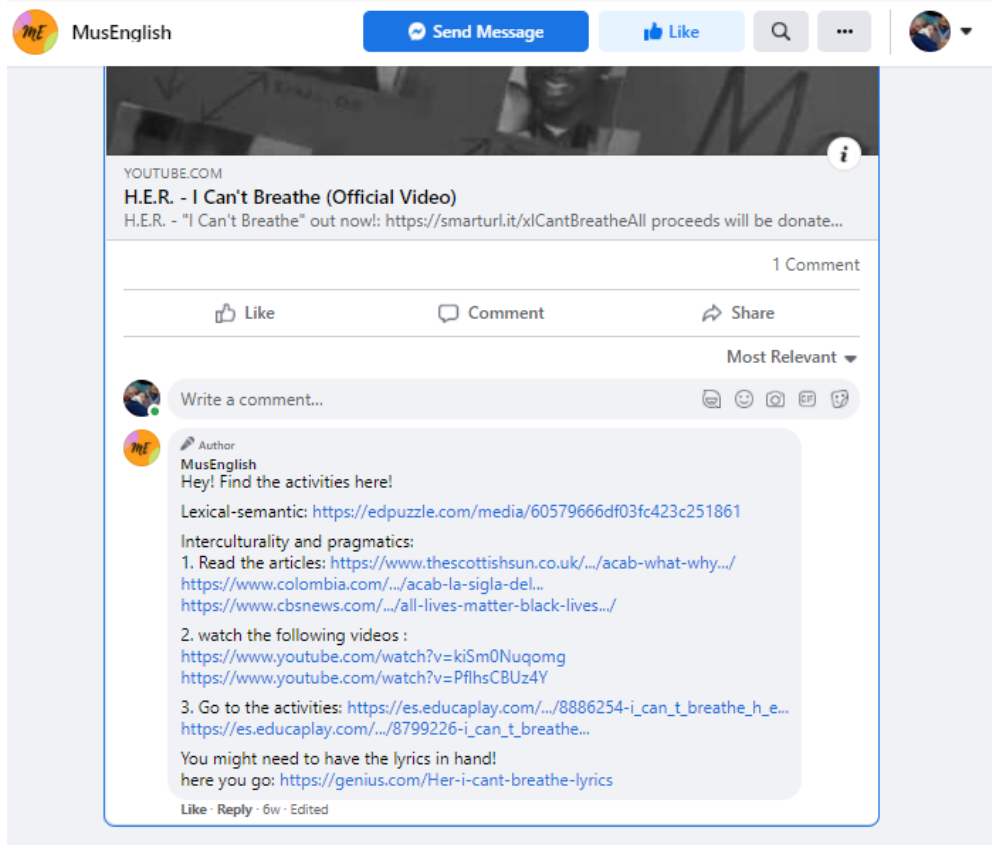 ME MusEnglish Send Message Like
YOUTUBE.COM
H.E.R. - I Can't Breathe (Official Video)
H.E.R. - "I Can't Breathe" out now!: https://smarturl.it/xICantBreatheAll proceeds will be donate...
1 Comment
Like Comment Share
Most Relevant
Write a comment... GIF
ME
Author
MusEnglish
Hey! Find the activities here!
Lexical-semantic: https://edpuzzle.com/media/60579666df03fc423c251861
Interculturality and pragmatics:
1. Read the articles: https://www.thescottishsun.co.uk/.../acab-what-why.../
https://www.colombia.com/.../acab-la-sigla-del...
https://www.cbsnews.com/.../all-lives-matter-black-lives.../
2. watch the following videos :
https://www.youtube.com/watch?v=kiSm0Nuqomg
https://www.youtube.com/watch?v=PflhsCBUz4Y
3. Go to the activities: https://es.educaplay.com/.../8886254-i_can_t_breathe_h_e...
https://es.educaplay.com/.../8799226-i_can_t_breathe...
You might need to have the lyrics in hand!
here you go: https://genius.com/Her-i-cant-breathe-lyrics
Like · Reply · 6w · Edited